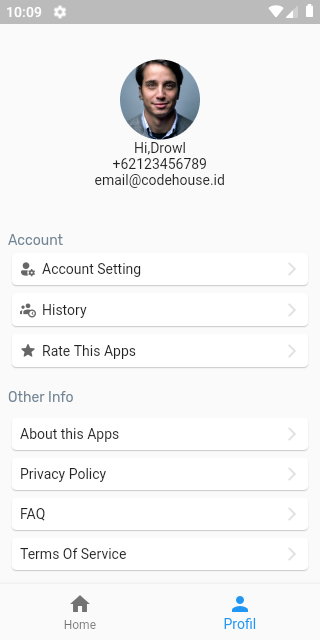 10:09
Hi,Drowl
+62123456789
email@codehouse.id
Account
Account Setting
History
Rate This Apps
Other Info
About this Apps
Privacy Policy
FAQ
Terms Of Service
Home
Profil